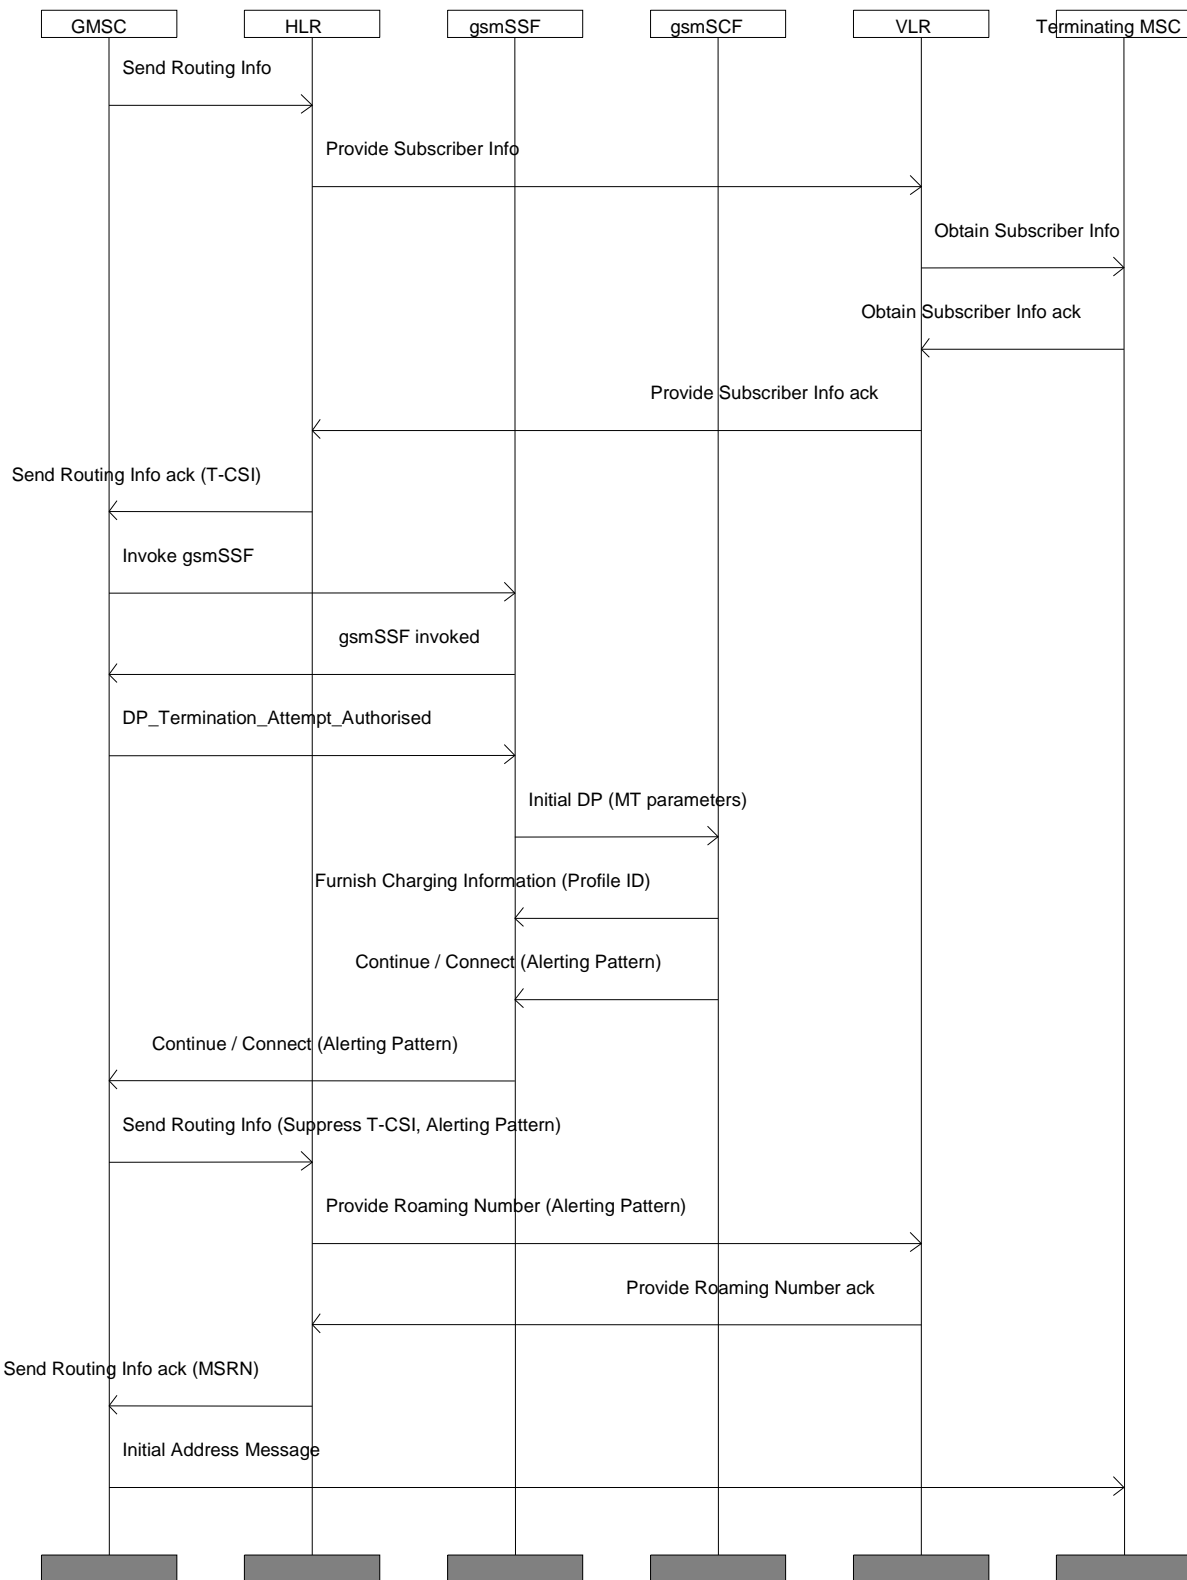 GMSC
HLR
gsmSSF
gsmSCF
VLR
Terminating MSC
Send Routing Info
Provide Subscriber Info
Obtain Subscriber Info
Obtain Subscriber Info ack
Provide Subscriber Info ack
Send Routing Info ack (T-CSI)
Invoke gsmSSF
gsmSSF invoked
DP_Termination_Attempt_Authorised
Initial DP (MT parameters)
Furnish Charging Information (Profile ID)
Continue / Connect (Alerting Pattern)
Continue / Connect (Alerting Pattern)
Send Routing Info (Suppress T-CSI, Alerting Pattern)
Provide Roaming Number (Alerting Pattern)
Provide Roaming Number ack
Send Routing Info ack (MSRN)
Initial Address Message